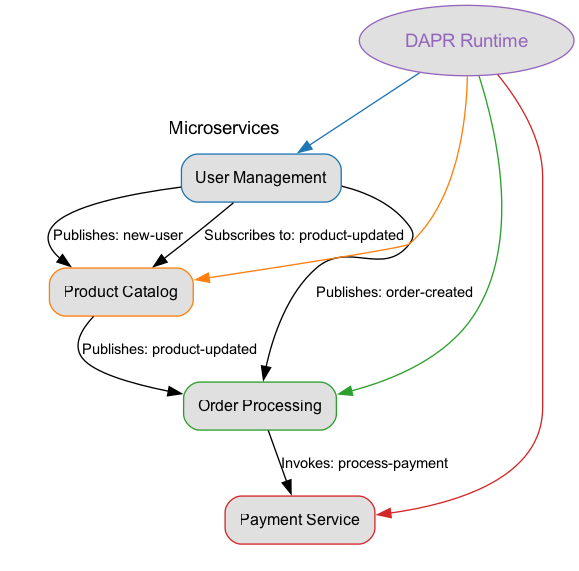 DAPR Runtime
Microservices
User Management
Publishes: new-user
Subscribes to: product-updated
Product Catalog
Publishes: order-created
Publishes: product-updated
Order Processing
Invokes: process-payment
Payment Service